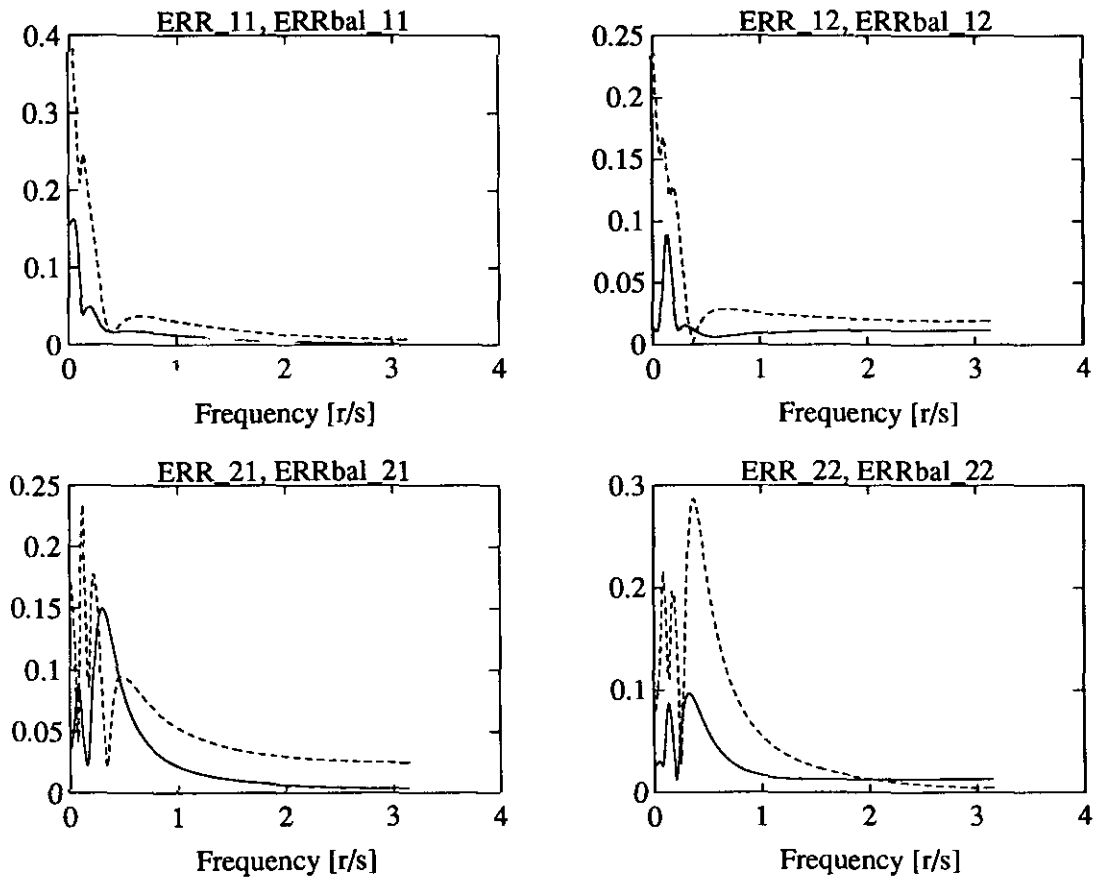 ERR_11, ERRbal_11
0.4
0.3
0.2
0.1
0
0 1 2 3 4
Frequency [r/s]
ERR_12, ERRbal_12
0.25
0.2
0.15
0.1
0.05
0
0 1 2 3 4
Frequency [r/s]
ERR_21, ERRbal_21
0.25
0.2
0.15
0.1
0.05
0
0 1 2 3 4
Frequency [r/s]
ERR_22, ERRbal_22
0.3
0.2
0.1
0
0 1 2 3 4
Frequency [r/s]